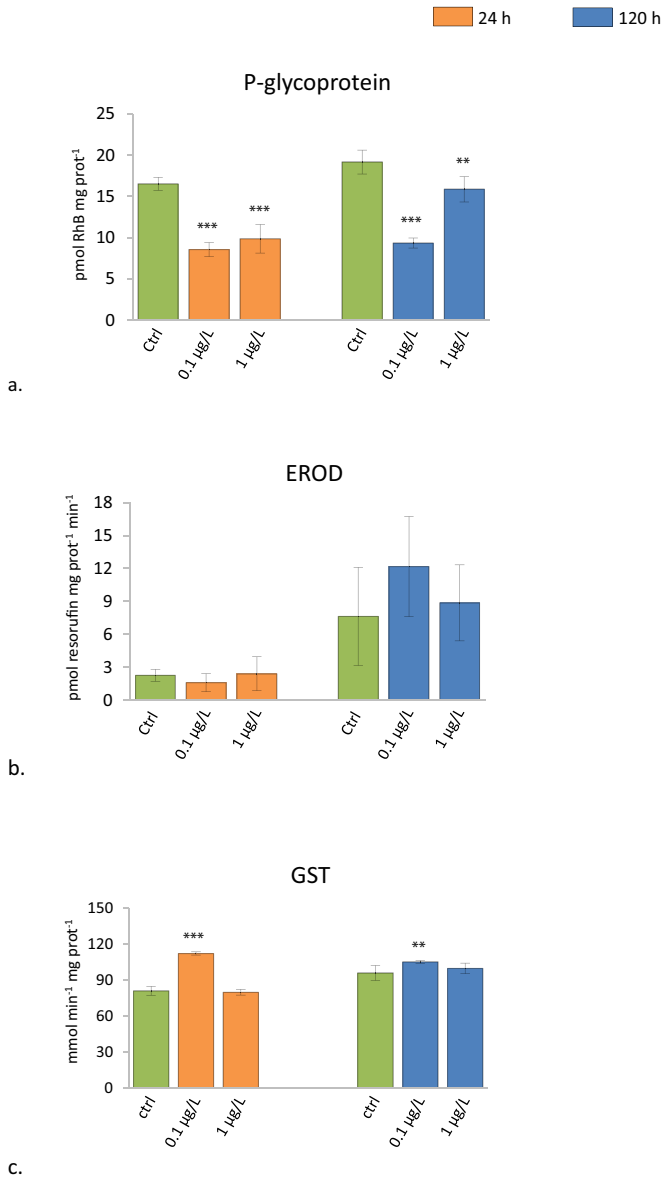 24 h 120 h
P-glycoprotein
pmol RhB mg prot⁻¹
25
20
15
10
5
0
*** *** *** **
Ctrl 0.1 µg/L 1 µg/L Ctrl 0.1 µg/L 1 µg/L
a.
EROD
pmol resorufin mg prot⁻¹ min⁻¹
18
15
12
9
6
3
0
Ctrl 0.1 µg/L 1 µg/L Ctrl 0.1 µg/L 1 µg/L
b.
GST
mmol min⁻¹ mg prot⁻¹
150
120
90
60
30
0
*** **
ctrl 0.1 µg/L 1 µg/L ctrl 0.1 µg/L 1 µg/L
c.